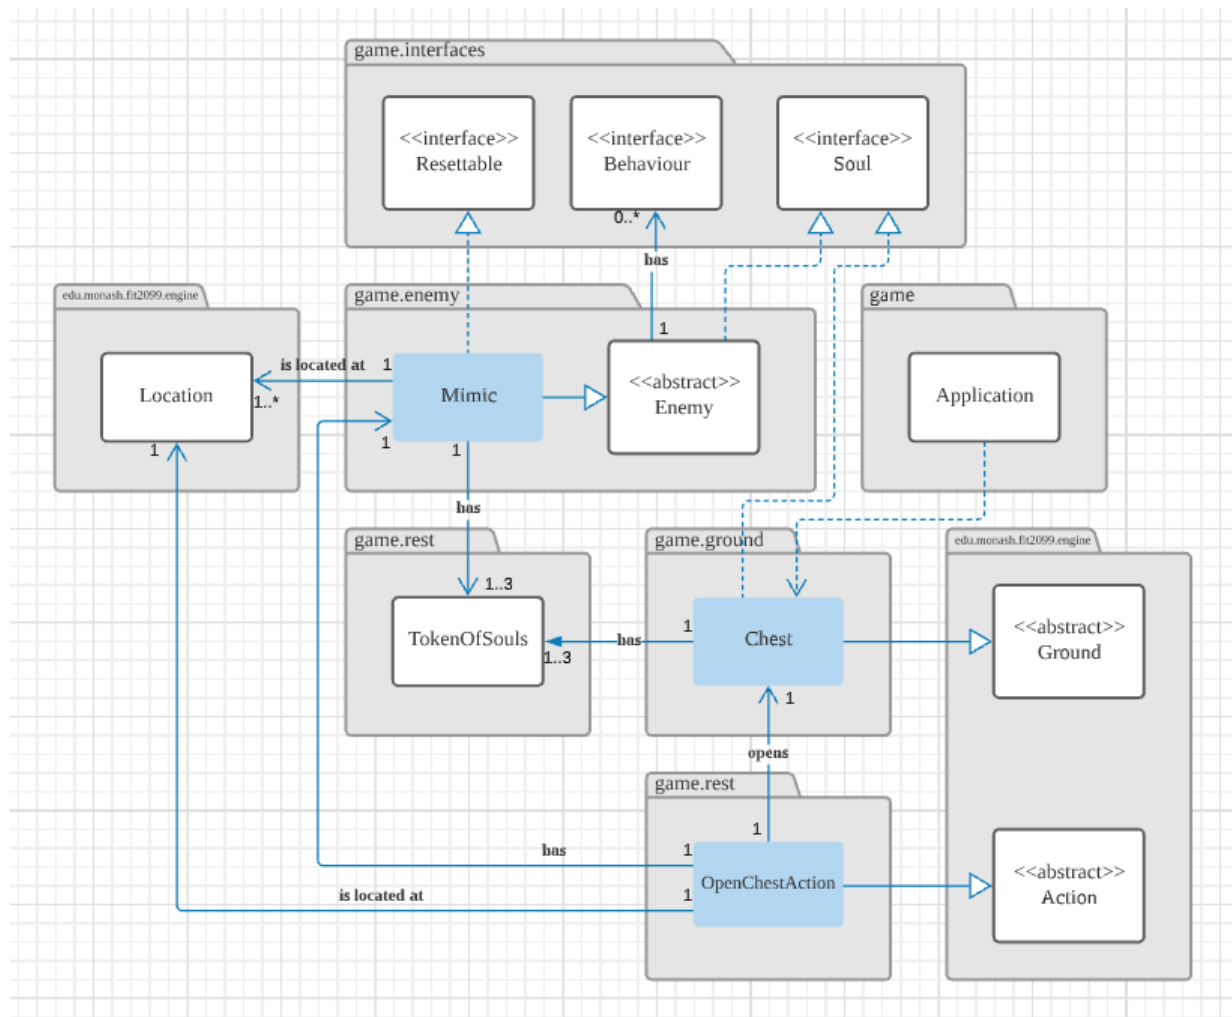 game.interfaces
<<interface>>
Resettable
<<interface>>
Behaviour
<<interface>>
Soul
0..*
has
edu.monash.fit2099.engine
game.enemy
game
1
is located at
1
Location
1..*
Mimic
<<abstract>>
Enemy
Application
1
1
1
has
game.rest
game.ground
edu.monash.fit2099.engine
1..3
TokenOfSouls
has
1
Chest
1..3
<<abstract>>
Ground
1
opens
game.rest
1
has
1
OpenChestAction
is located at
1
<<abstract>>
Action